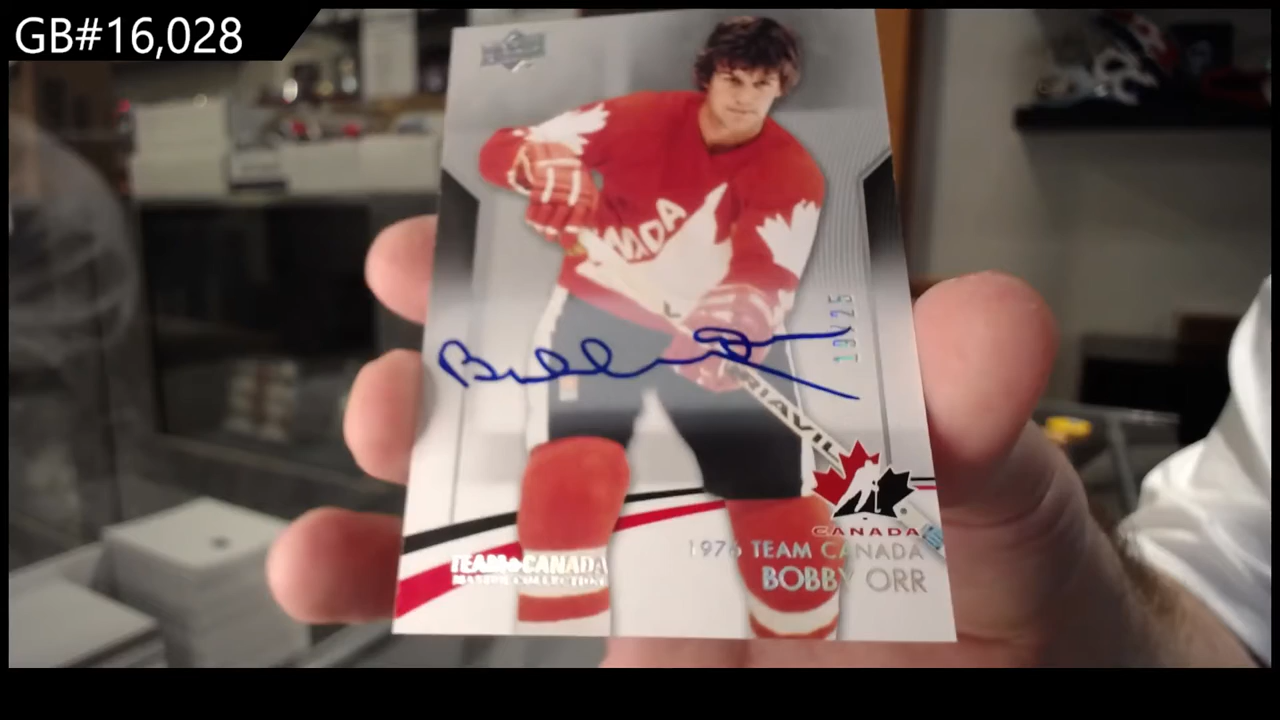 GB#16,028
CANADA
19/25
CANADA
1976 TEAM CANADA
BOBBY ORR
TEAM CANADA
MASTER COLLECTION